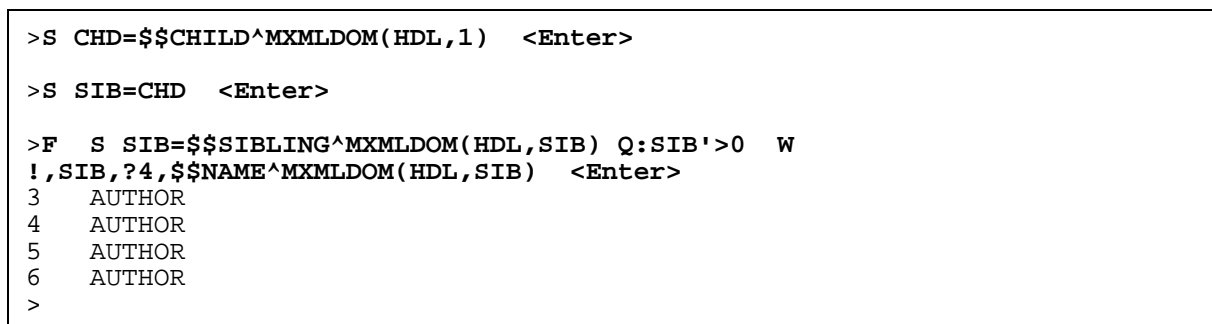 >S CHD=$$CHILD^MXMLDOM(HDL,1)  <Enter>
>S SIB=CHD  <Enter>
>F  S SIB=$$SIBLING^MXMLDOM(HDL,SIB) Q:SIB'>0  W
!,SIB,?4,$$NAME^MXMLDOM(HDL,SIB)  <Enter>
3   AUTHOR
4   AUTHOR
5   AUTHOR
6   AUTHOR
>